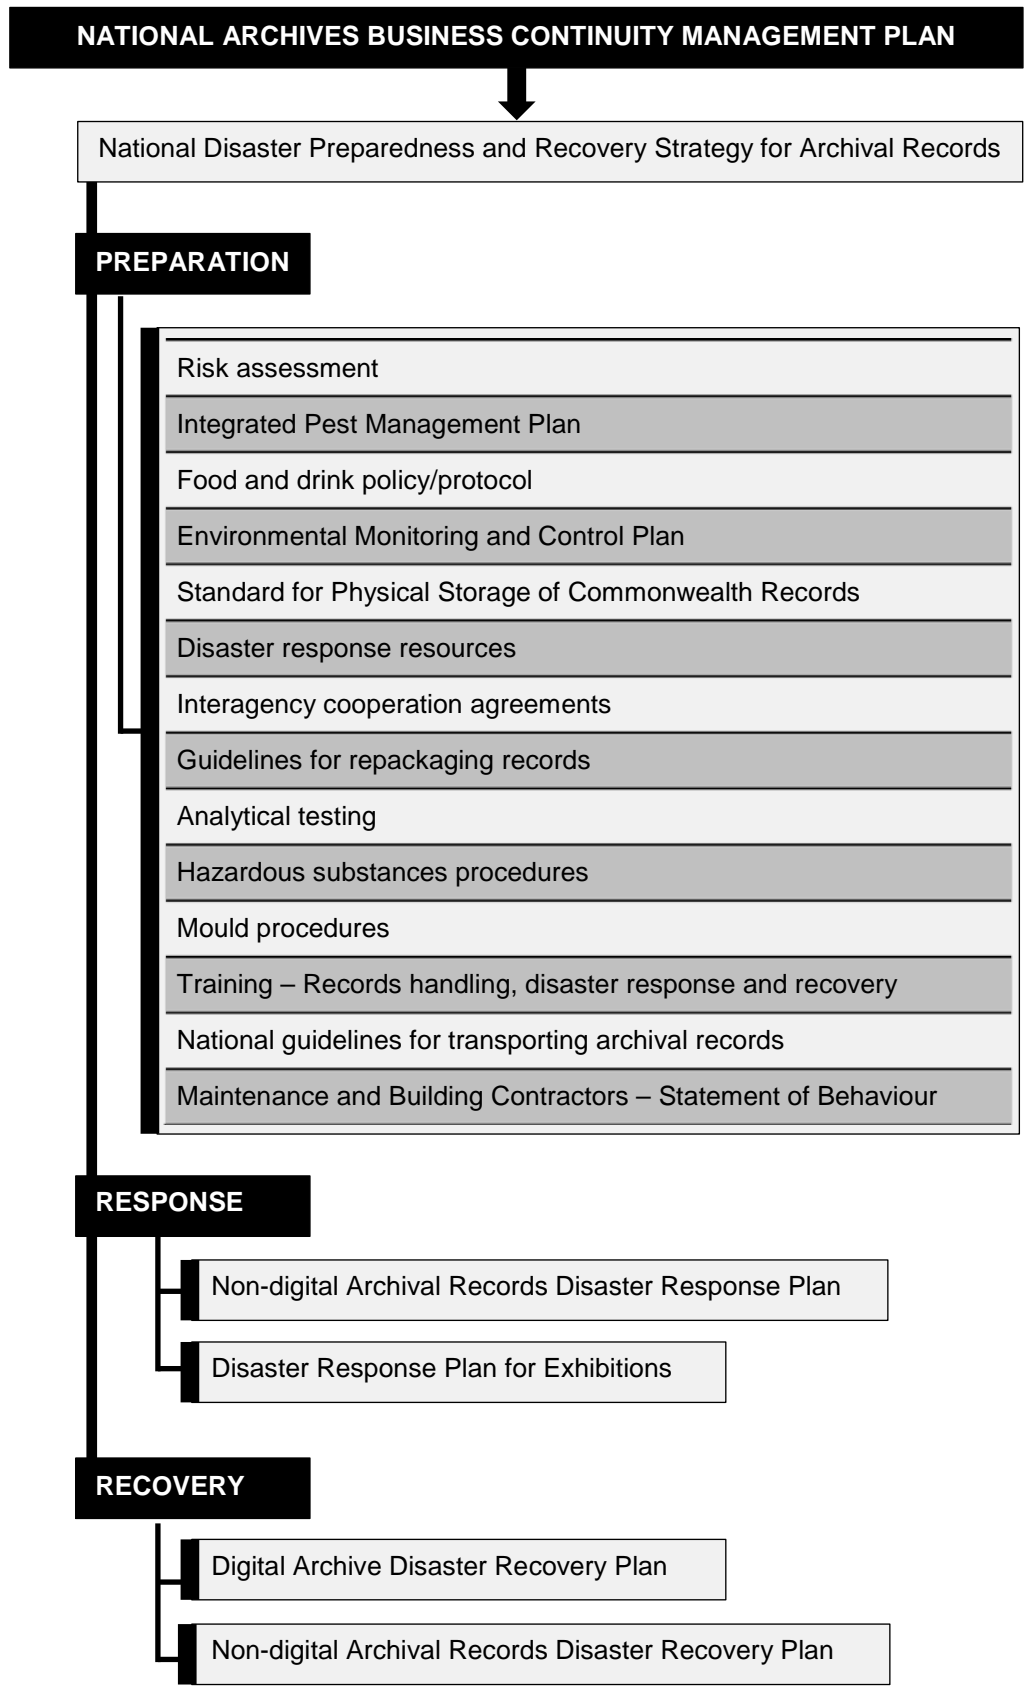 NATIONAL ARCHIVES BUSINESS CONTINUITY MANAGEMENT PLAN
National Disaster Preparedness and Recovery Strategy for Archival Records
PREPARATION
Risk assessment
Integrated Pest Management Plan
Food and drink policy/protocol
Environmental Monitoring and Control Plan
Standard for Physical Storage of Commonwealth Records
Disaster response resources
Interagency cooperation agreements
Guidelines for repackaging records
Analytical testing
Hazardous substances procedures
Mould procedures
Training – Records handling, disaster response and recovery
National guidelines for transporting archival records
Maintenance and Building Contractors – Statement of Behaviour
RESPONSE
Non-digital Archival Records Disaster Response Plan
Disaster Response Plan for Exhibitions
RECOVERY
Digital Archive Disaster Recovery Plan
Non-digital Archival Records Disaster Recovery Plan